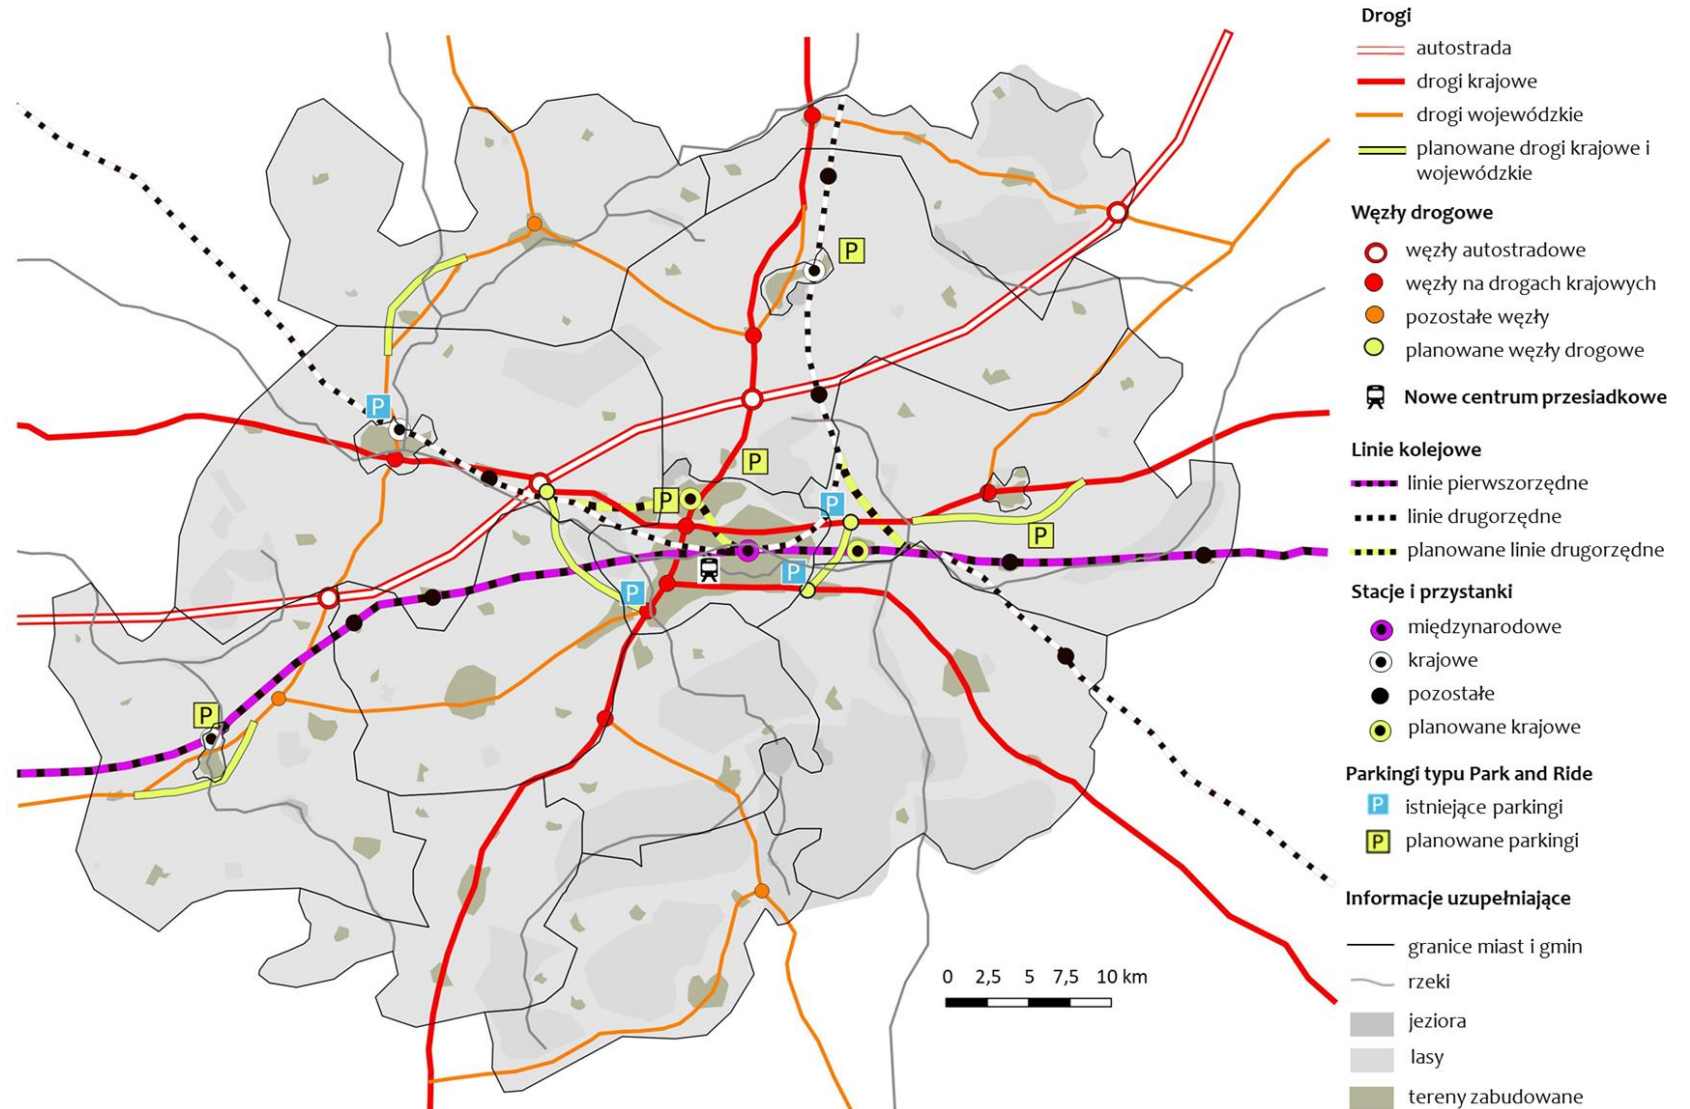 Drogi
autostrada
drogi krajowe
drogi wojewódzkie
planowane drogi krajowe i
wojewódzkie
Węzły drogowe
węzły autostradowe
węzły na drogach krajowych
pozostałe węzły
planowane węzły drogowe
Nowe centrum przesiadkowe
Linie kolejowe
linie pierwszorzędne
linie drugorzędne
planowane linie drugorzędne
Stacje i przystanki
międzynarodowe
krajowe
pozostałe
planowane krajowe
Parkingi typu Park and Ride
P istniejące parkingi
P planowane parkingi
Informacje uzupełniające
granice miast i gmin
rzeki
jeziora
lasy
tereny zabudowane
P
P
P
P
P
P
P
P
P
P
0 2,5 5 7,5 10 km